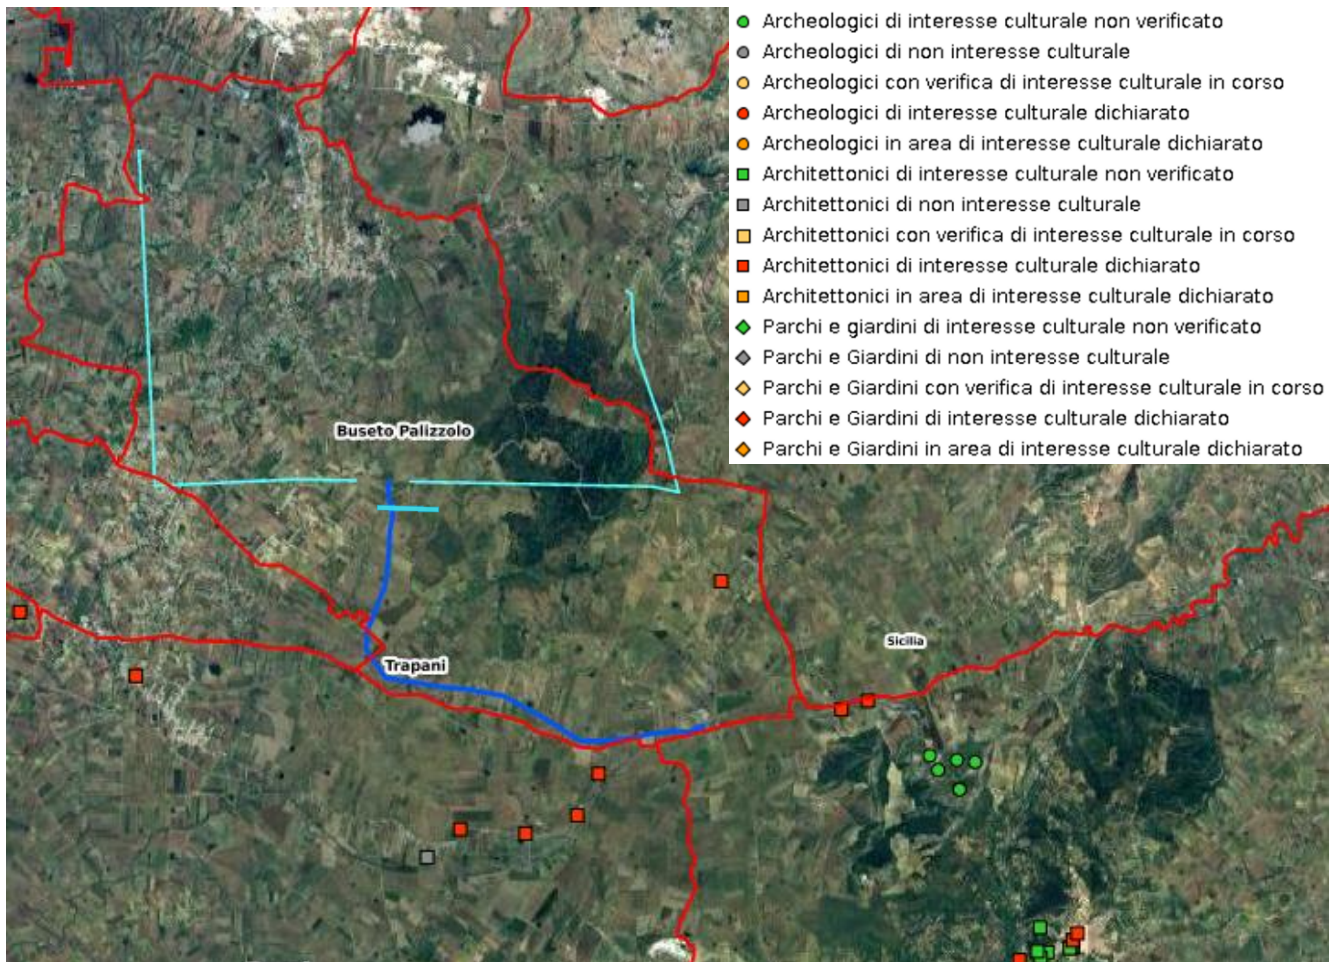 Archeologici di interesse culturale non verificato
Archeologici di non interesse culturale
Archeologici con verifica di interesse culturale in corso
Archeologici di interesse culturale dichiarato
Archeologici in area di interesse culturale dichiarato
Architettonici di interesse culturale non verificato
Architettonici di non interesse culturale
Architettonici con verifica di interesse culturale in corso
Architettonici di interesse culturale dichiarato
Architettonici in area di interesse culturale dichiarato
Parchi e giardini di interesse culturale non verificato
Parchi e Giardini di non interesse culturale
Parchi e Giardini con verifica di interesse culturale in corso
Parchi e Giardini di interesse culturale dichiarato
Parchi e Giardini in area di interesse culturale dichiarato
Buseto Palizzolo
Sicilia
Trapani